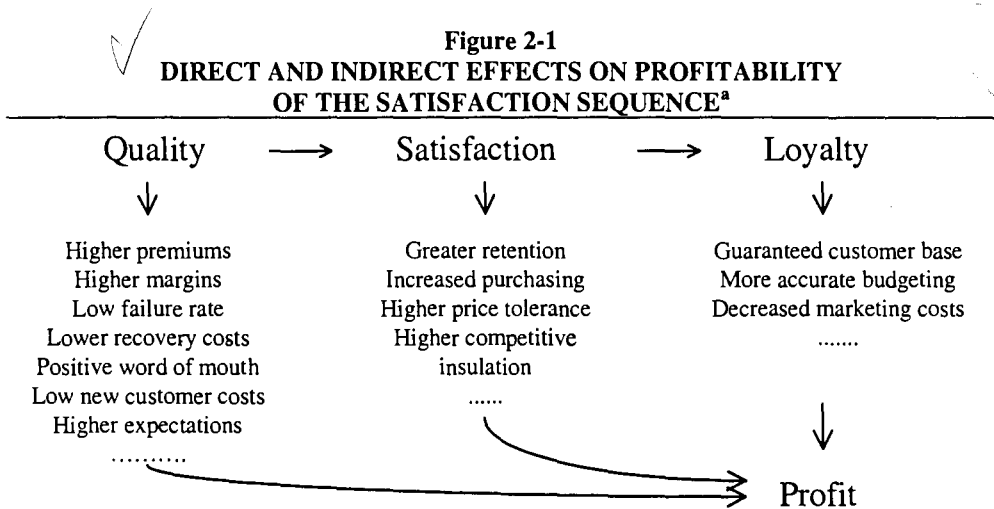 Figure 2-1
DIRECT AND INDIRECT EFFECTS ON PROFITABILITY
OF THE SATISFACTION SEQUENCEᵃ
Quality
Satisfaction
Loyalty
Higher premiums
Higher margins
Low failure rate
Lower recovery costs
Positive word of mouth
Low new customer costs
Higher expectations
..........
Greater retention
Increased purchasing
Higher price tolerance
Higher competitive
insulation
......
Guaranteed customer base
More accurate budgeting
Decreased marketing costs
.......
Profit